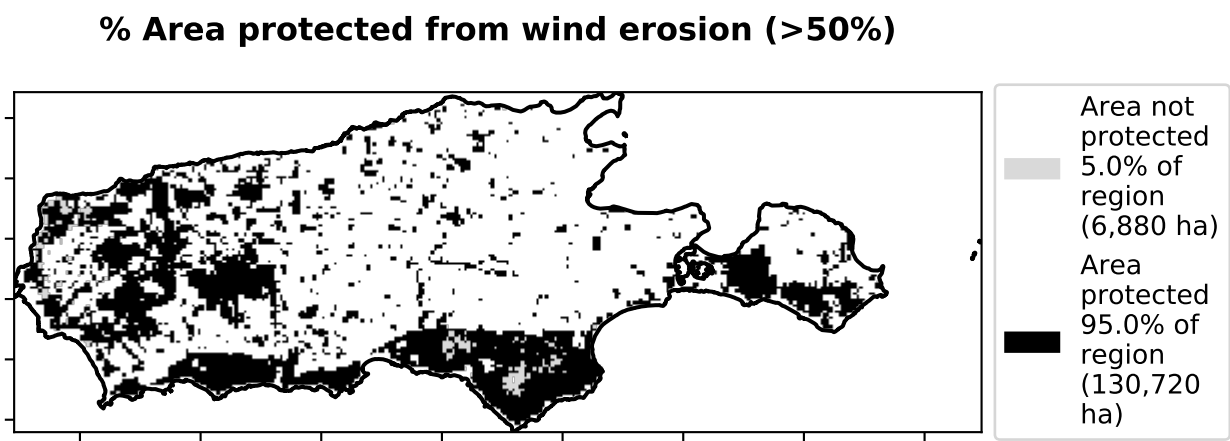 % Area protected from wind erosion (>50%)
Area not
protected
5.0% of
region
(6,880 ha)
Area
protected
95.0% of
region
(130,720
ha)